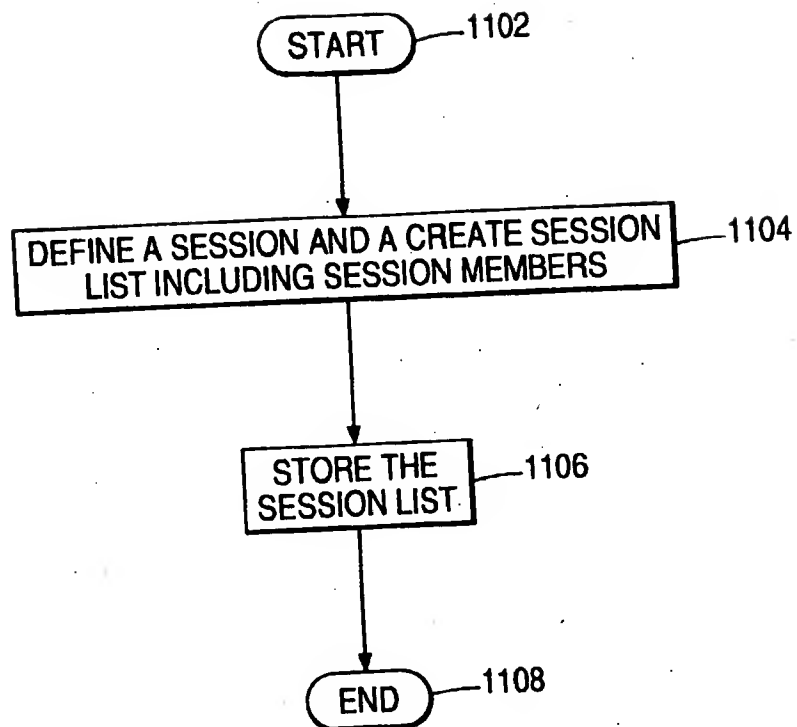 START
1102
DEFINE A SESSION AND A CREATE SESSION
LIST INCLUDING SESSION MEMBERS
1104
STORE THE
SESSION LIST
1106
END
1108